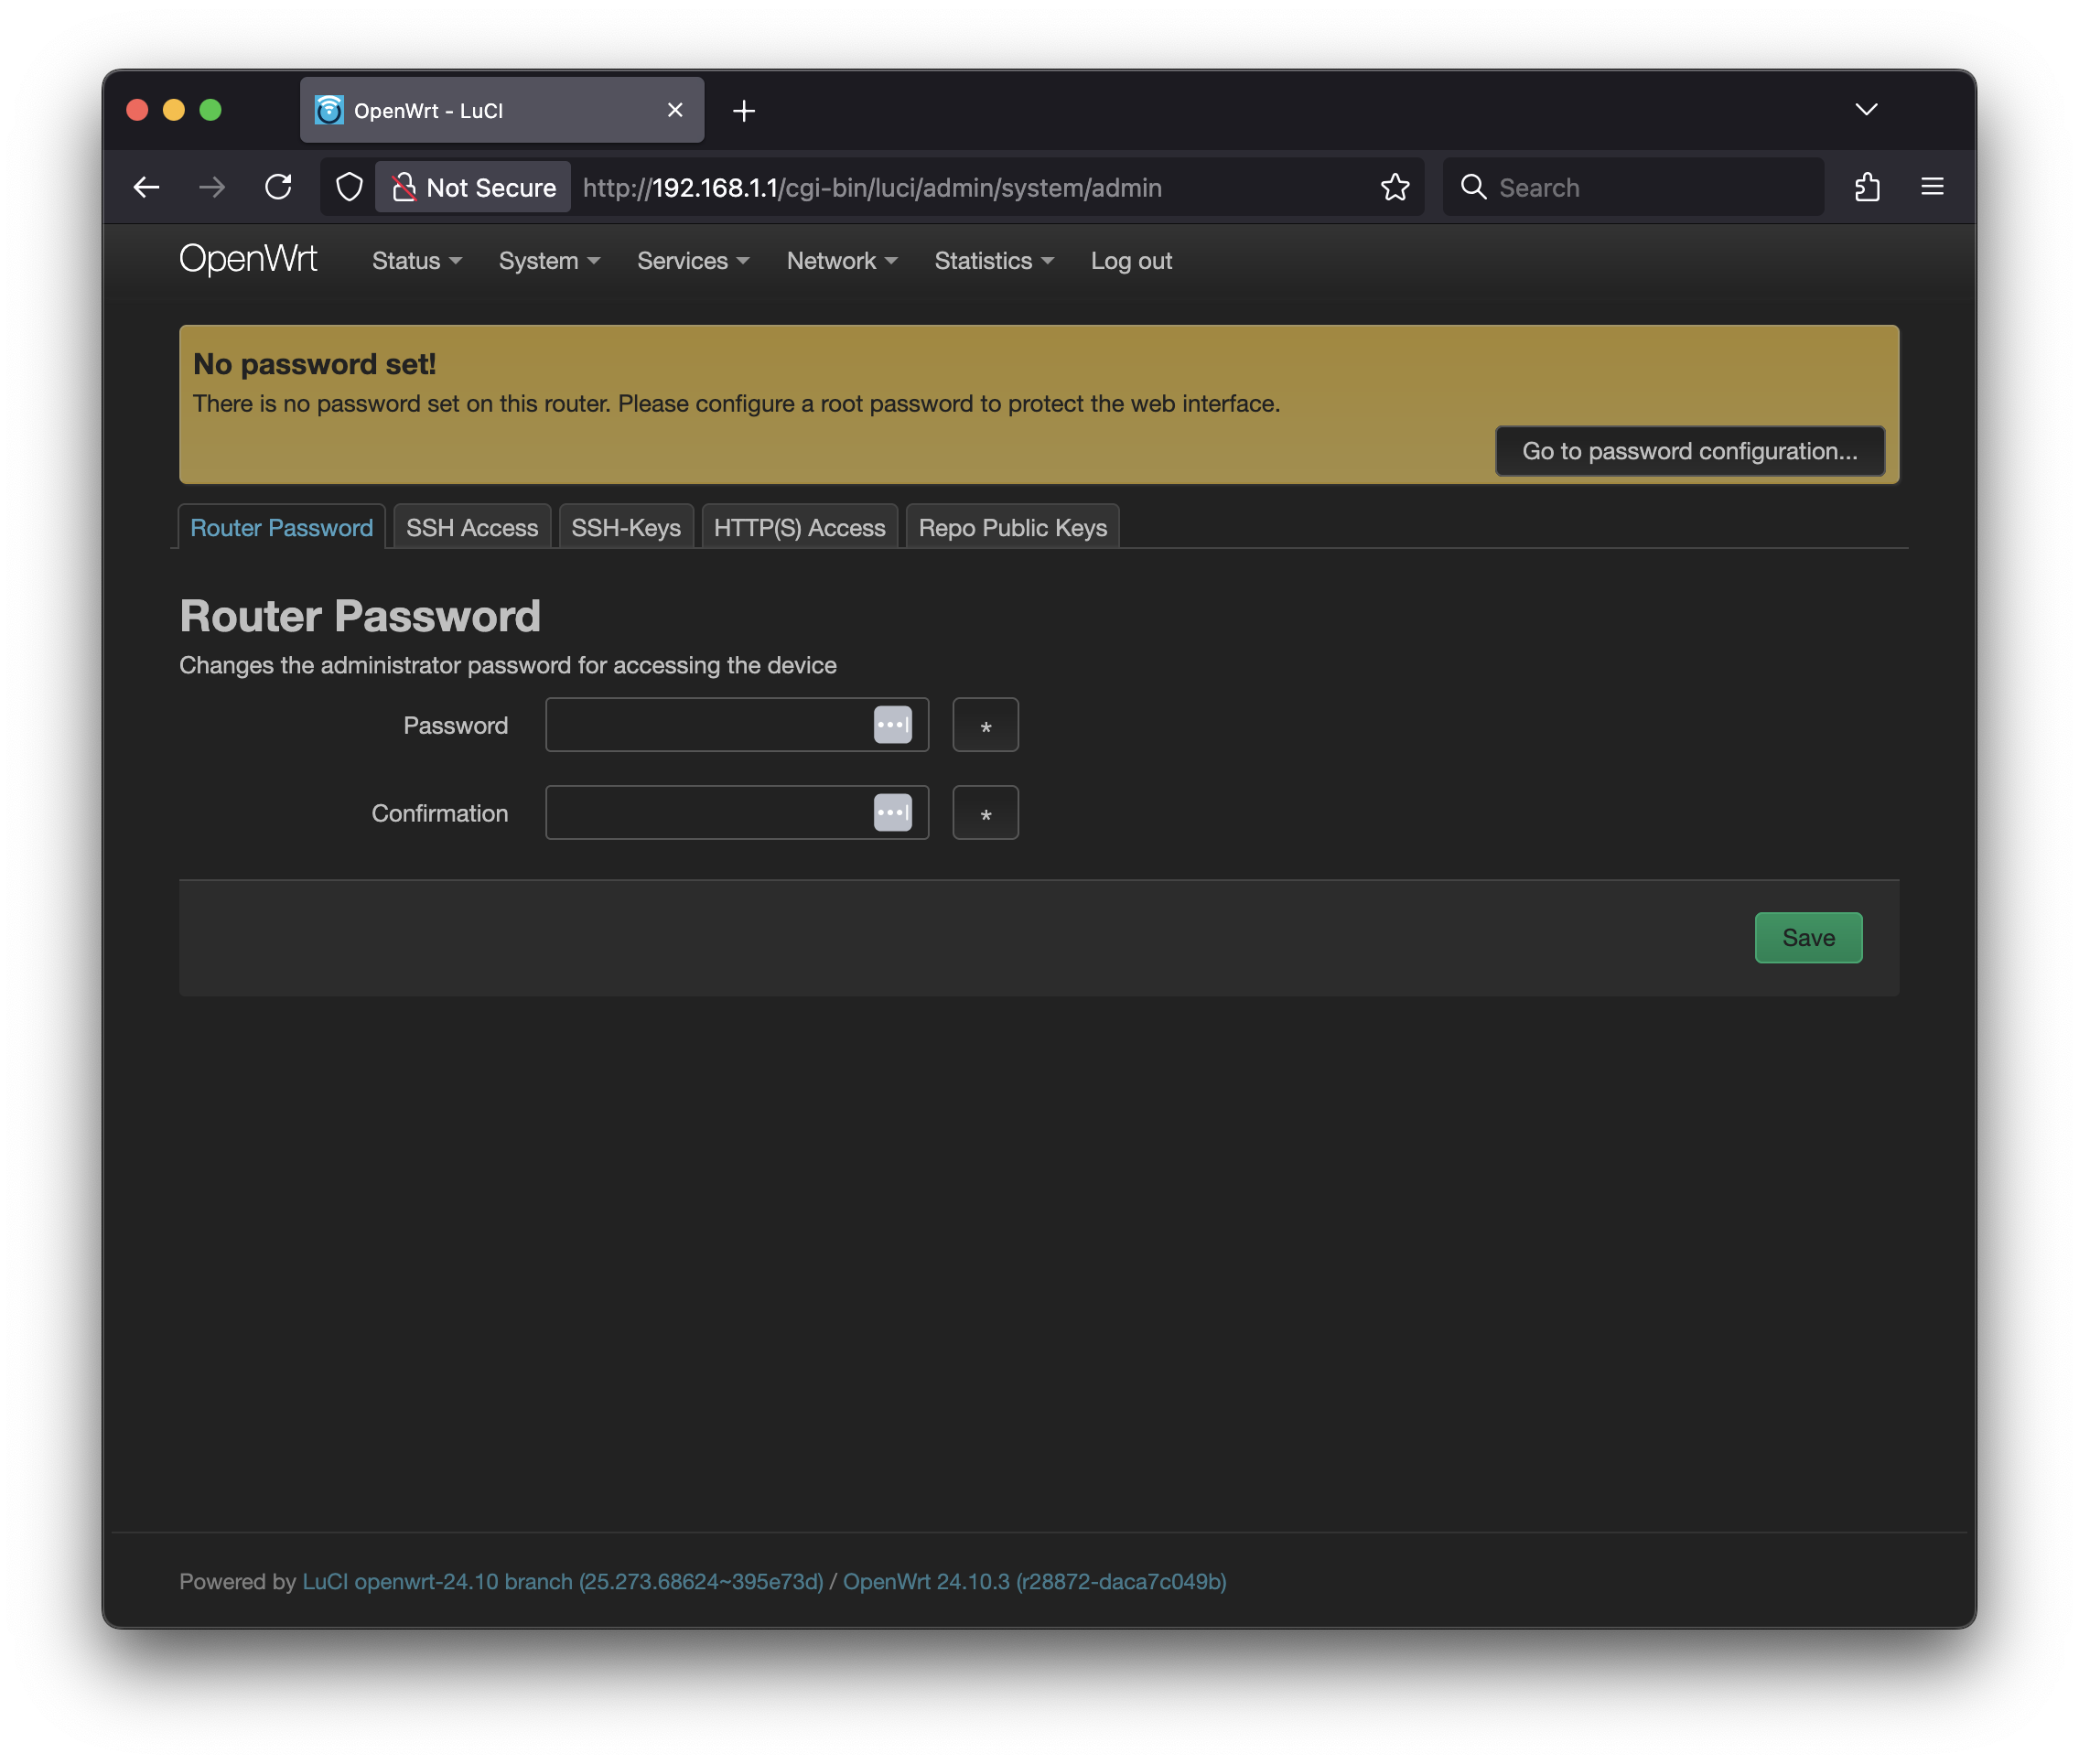 OpenWrt - LuCI
Not Secure http://192.168.1.1/cgi-bin/luci/admin/system/admin Search
OpenWrt Status System Services Network Statistics Log out
No password set!
There is no password set on this router. Please configure a root password to protect the web interface.
Go to password configuration...
Router Password SSH Access SSH-Keys HTTP(S) Access Repo Public Keys
Router Password
Changes the administrator password for accessing the device
Password *
Confirmation *
Save
Powered by LuCI openwrt-24.10 branch (25.273.68624~395e73d) / OpenWrt 24.10.3 (r28872-daca7c049b)